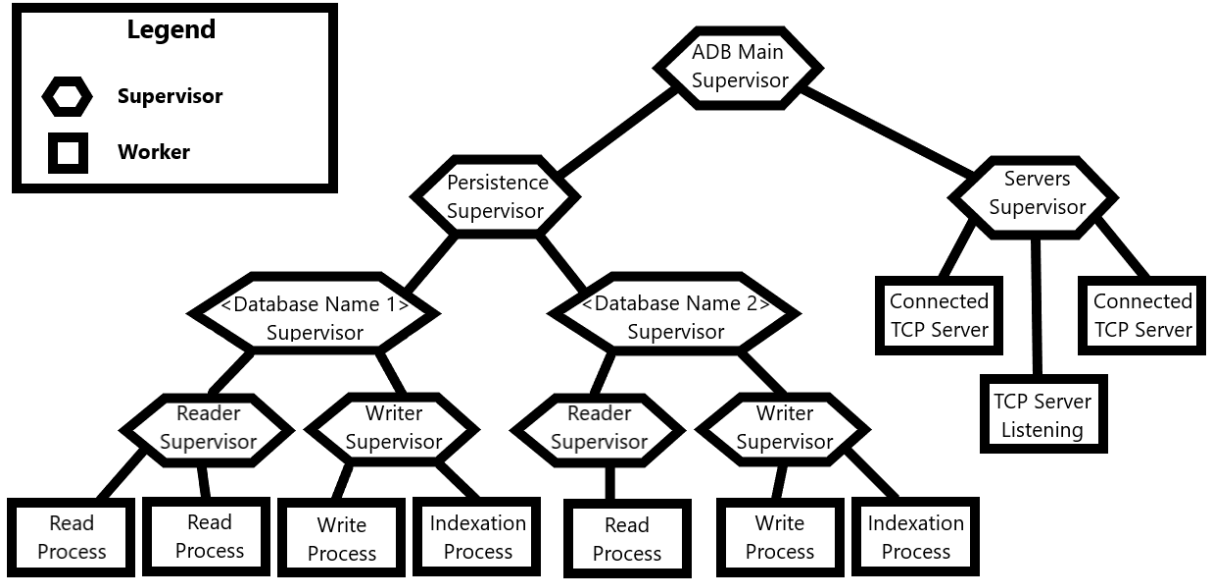 Legend
Supervisor
Worker
ADB Main
Supervisor
Persistence
Supervisor
Servers
Supervisor
<Database Name 1>
Supervisor
<Database Name 2>
Supervisor
Connected
TCP Server
Connected
TCP Server
TCP Server
Listening
Reader
Supervisor
Writer
Supervisor
Reader
Supervisor
Writer
Supervisor
Read
Process
Read
Process
Write
Process
Indexation
Process
Read
Process
Write
Process
Indexation
Process